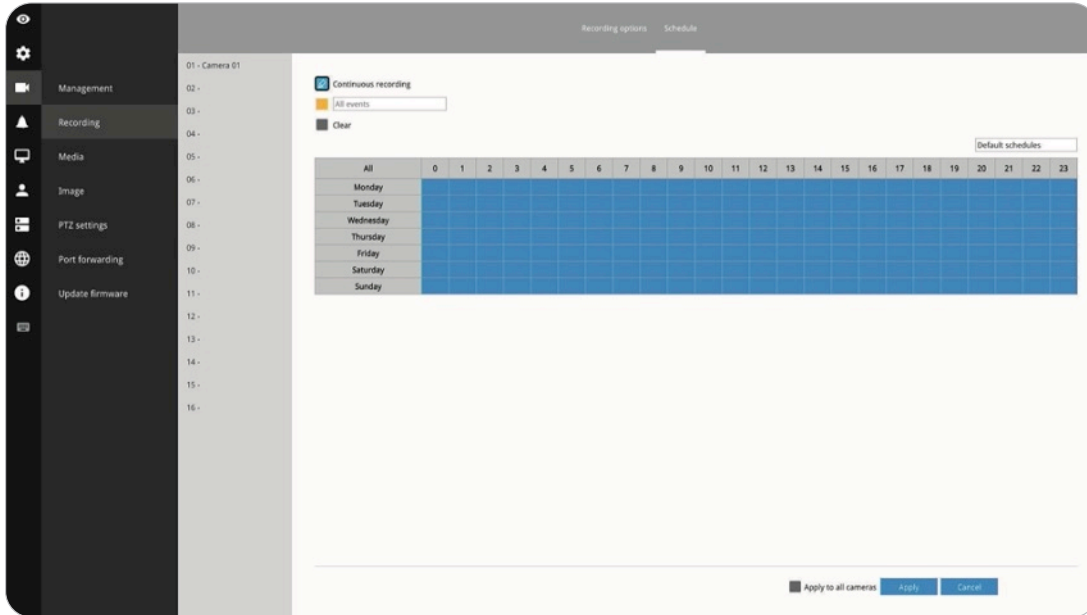 Recording options Schedule
Management
Recording
Media
Image
PTZ settings
Port forwarding
Update firmware
01 - Camera 01
02 -
03 -
04 -
05 -
06 -
07 -
08 -
09 -
10 -
11 -
12 -
13 -
14 -
15 -
16 -
Continuous recording
All events
Clear
Default schedules
All 0 1 2 3 4 5 6 7 8 9 10 11 12 13 14 15 16 17 18 19 20 21 22 23
Monday
Tuesday
Wednesday
Thursday
Friday
Saturday
Sunday
Apply to all cameras Apply Cancel